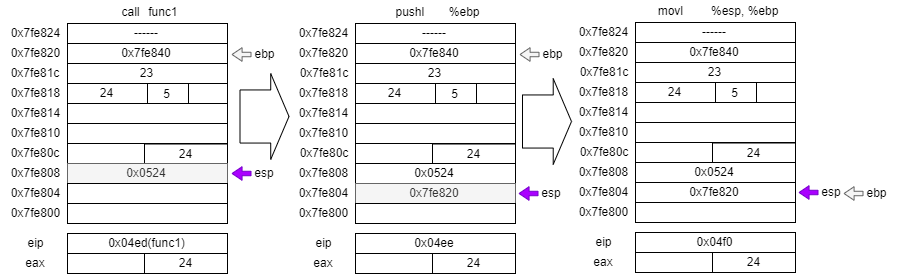 call func1
0x7fe824 ------
0x7fe820 0x7fe840 ebp
0x7fe81c 23
0x7fe818 24 5
0x7fe814
0x7fe810
0x7fe80c 24
0x7fe808 0x0524 esp
0x7fe804
0x7fe800
eip 0x04ed(func1)
eax 24
pushl %ebp
0x7fe824 ------
0x7fe820 0x7fe840 ebp
0x7fe81c 23
0x7fe818 24 5
0x7fe814
0x7fe810
0x7fe80c 24
0x7fe808 0x0524
0x7fe804 0x7fe820 esp
0x7fe800
eip 0x04ee
eax 24
movl %esp, %ebp
0x7fe824 ------
0x7fe820 0x7fe840
0x7fe81c 23
0x7fe818 24 5
0x7fe814
0x7fe810
0x7fe80c 24
0x7fe808 0x0524
0x7fe804 0x7fe820 esp ebp
0x7fe800
eip 0x04f0
eax 24